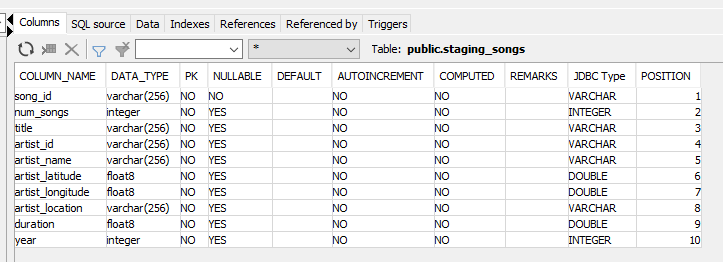 Columns SQL source Data Indexes References Referenced by Triggers
* Table: public.staging_songs
COLUMN_NAME DATA_TYPE PK NULLABLE DEFAULT AUTOINCREMENT COMPUTED REMARKS JDBC Type POSITION
song_id varchar(256) NO NO NO NO VARCHAR 1
num_songs integer NO YES NO NO INTEGER 2
title varchar(256) NO YES NO NO VARCHAR 3
artist_id varchar(256) NO YES NO NO VARCHAR 4
artist_name varchar(256) NO YES NO NO VARCHAR 5
artist_latitude float8 NO YES NO NO DOUBLE 6
artist_longitude float8 NO YES NO NO DOUBLE 7
artist_location varchar(256) NO YES NO NO VARCHAR 8
duration float8 NO YES NO NO DOUBLE 9
year integer NO YES NO NO INTEGER 10